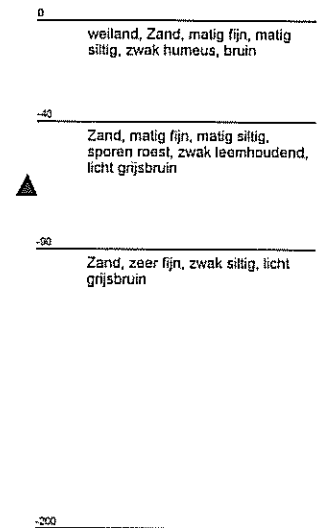 0
weiland, Zand, matig fijn, matig
siltig, zwak humeus, bruin
-40
Zand, matig fijn, matig siltig,
sporen roest, zwak leemhoudend,
licht grijsbruin
-90
Zand, zeer fijn, zwak siltig, licht
grijsbruin
-200